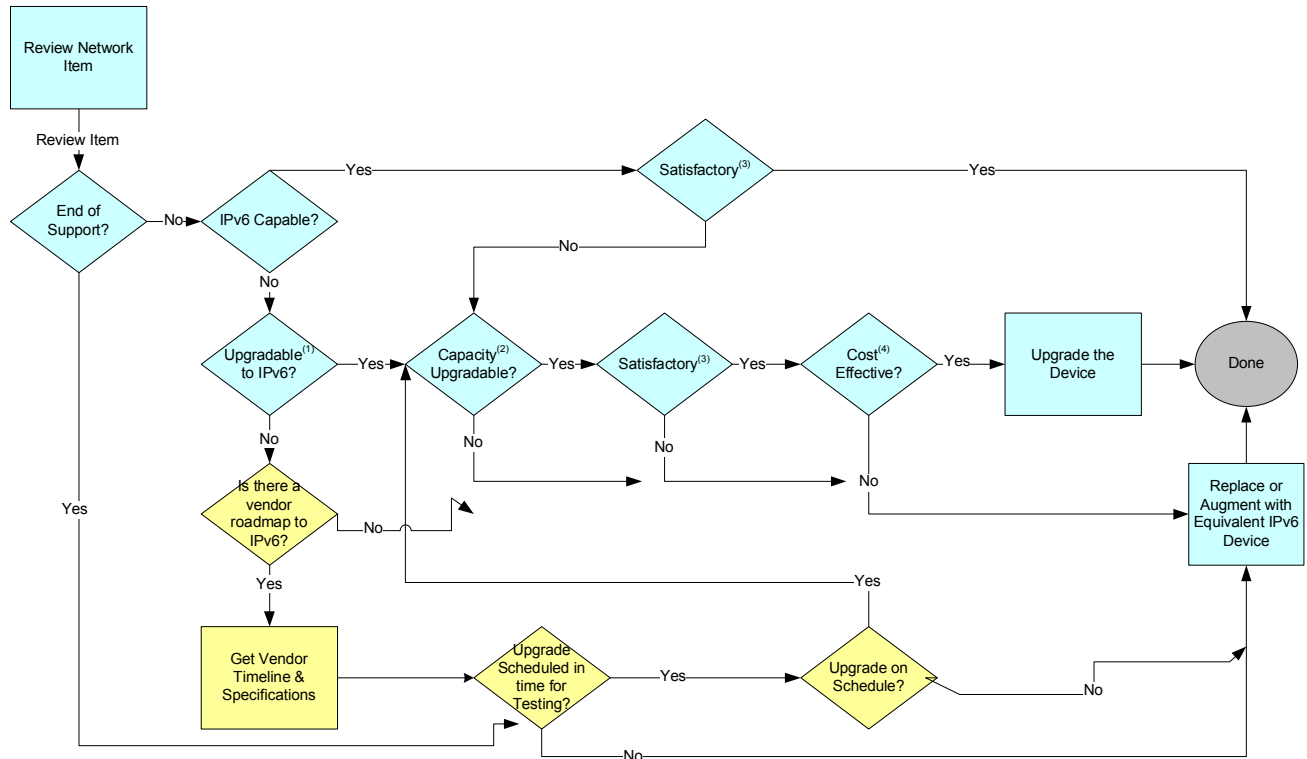 Review Network
Item
Review Item
End of
Support?
No
IPv6 Capable?
Yes
Satisfactory(3)
Yes
No
No
Upgradable(1)
to IPv6?
Yes
Capacity(2)
Upgradable?
Yes
Satisfactory(3)
Yes
Cost(4)
Effective?
Yes
Upgrade the
Device
Done
No
No
No
No
Yes
Is there a
vendor
roadmap to
IPv6?
No
Replace or
Augment with
Equivalent IPv6
Device
Yes
Yes
Get Vendor
Timeline &
Specifications
Upgrade
Scheduled in
time for
Testing?
Yes
Upgrade on
Schedule?
No
No